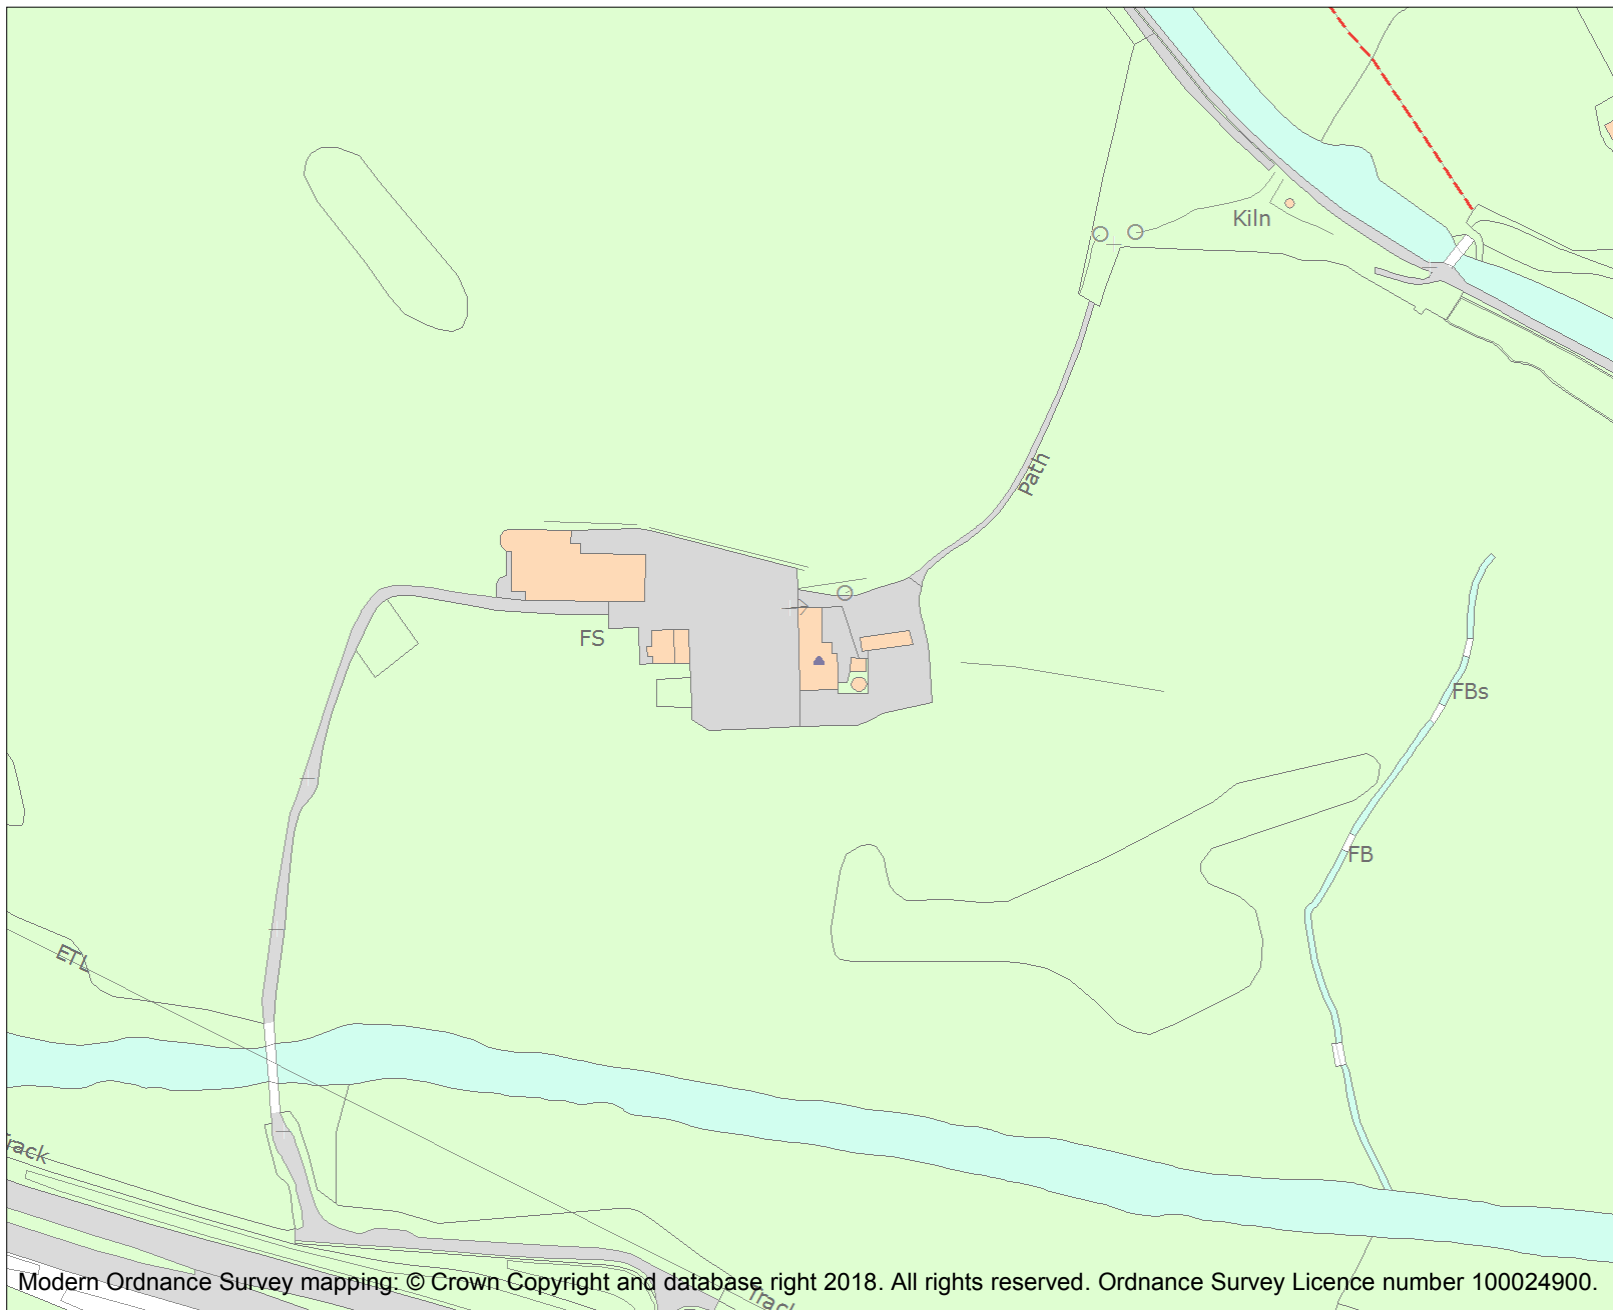 Kiln
Path
FS
FBs
FB
ETL
Track
Track
Modern Ordnance Survey mapping: © Crown Copyright and database right 2018. All rights reserved. Ordnance Survey Licence number 100024900.